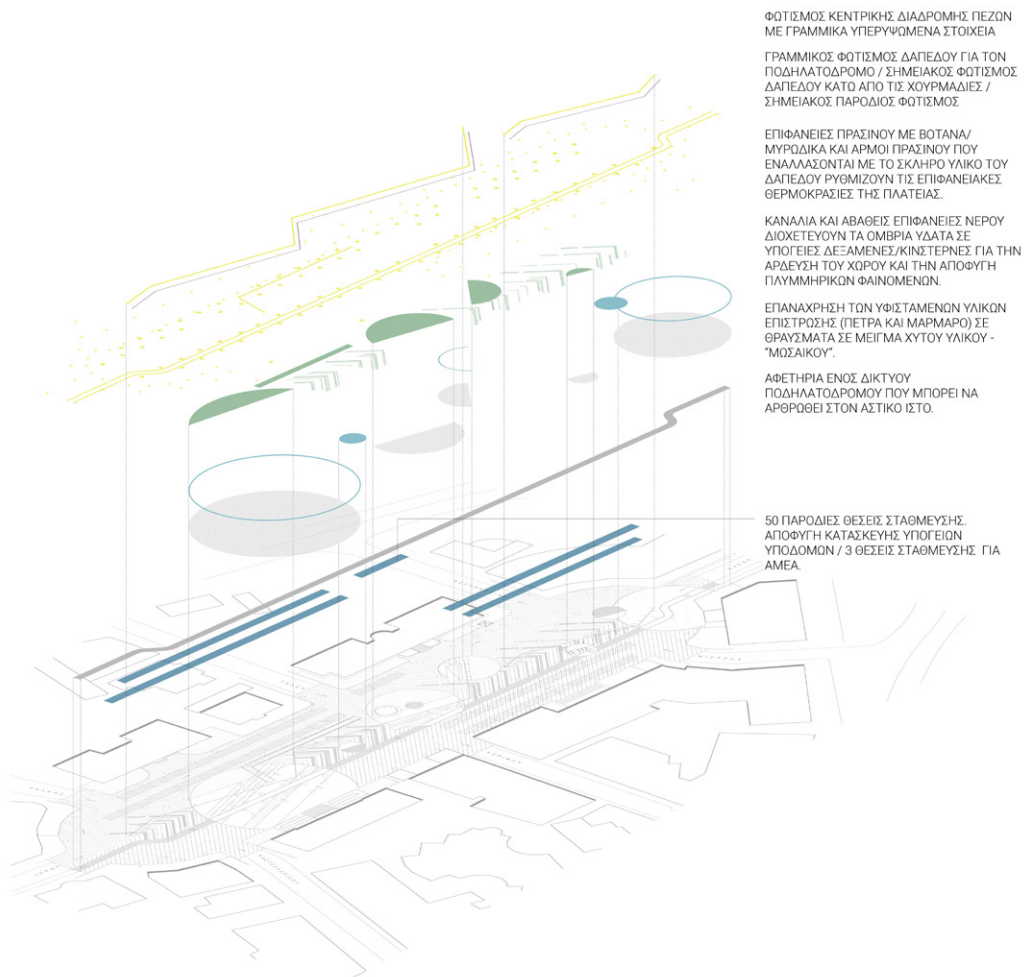 ΦΩΤΙΣΜΟΣ ΚΕΝΤΡΙΚΗΣ ΔΙΑΔΡΟΜΗΣ ΠΕΖΩΝ
ΜΕ ΓΡΑΜΜΙΚΑ ΥΠΕΡΥΨΩΜΕΝΑ ΣΤΟΙΧΕΙΑ
ΓΡΑΜΜΙΚΟΣ ΦΩΤΙΣΜΟΣ ΔΑΠΕΔΟΥ ΓΙΑ ΤΟΝ
ΠΟΔΗΛΑΤΟΔΡΟΜΟ / ΣΗΜΕΙΑΚΟΣ ΦΩΤΙΣΜΟΣ
ΔΑΠΕΔΟΥ ΚΑΤΩ ΑΠΟ ΤΙΣ ΧΟΥΡΜΑΔΙΕΣ /
ΣΗΜΕΙΑΚΟΣ ΠΑΡΟΔΙΟΣ ΦΩΤΙΣΜΟΣ
ΕΠΙΦΑΝΕΙΕΣ ΠΡΑΣΙΝΟΥ ΜΕ ΒΟΤΑΝΑ/
ΜΥΡΩΔΙΚΑ ΚΑΙ ΑΡΜΟΙ ΠΡΑΣΙΝΟΥ ΠΟΥ
ΕΝΑΛΛΑΣΟΝΤΑΙ ΜΕ ΤΟ ΣΚΛΗΡΟ ΥΛΙΚΟ ΤΟΥ
ΔΑΠΕΔΟΥ ΡΥΘΜΙΖΟΥΝ ΤΙΣ ΕΠΙΦΑΝΕΙΑΚΕΣ
ΘΕΡΜΟΚΡΑΣΙΕΣ ΤΗΣ ΠΛΑΤΕΙΑΣ.
ΚΑΝΑΛΙΑ ΚΑΙ ΑΒΑΘΕΙΣ ΕΠΙΦΑΝΕΙΕΣ ΝΕΡΟΥ
ΔΙΟΧΕΤΕΥΟΥΝ ΤΑ ΟΜΒΡΙΑ ΥΔΑΤΑ ΣΕ
ΥΠΟΓΕΙΕΣ ΔΕΞΑΜΕΝΕΣ/ΚΙΝΣΤΕΡΝΕΣ ΓΙΑ ΤΗΝ
ΑΡΔΕΥΣΗ ΤΟΥ ΧΩΡΟΥ ΚΑΙ ΤΗΝ ΑΠΟΦΥΓΗ
ΠΛΥΜΜΗΡΙΚΩΝ ΦΑΙΝΟΜΕΝΩΝ.
ΕΠΑΝΑΧΡΗΣΗ ΤΩΝ ΥΦΙΣΤΑΜΕΝΩΝ ΥΛΙΚΩΝ
ΕΠΙΣΤΡΩΣΗΣ (ΠΕΤΡΑ ΚΑΙ ΜΑΡΜΑΡΟ) ΣΕ
ΘΡΑΥΣΜΑΤΑ ΣΕ ΜΕΙΓΜΑ ΧΥΤΟΥ ΥΛΙΚΟΥ -
"ΜΩΣΑΙΚΟΥ".
ΑΦΕΤΗΡΙΑ ΕΝΟΣ ΔΙΚΤΥΟΥ
ΠΟΔΗΛΑΤΟΔΡΟΜΟΥ ΠΟΥ ΜΠΟΡΕΙ ΝΑ
ΑΡΘΡΩΘΕΙ ΣΤΟΝ ΑΣΤΙΚΟ ΙΣΤΟ.
50 ΠΑΡΟΔΙΕΣ ΘΕΣΕΙΣ ΣΤΑΘΜΕΥΣΗΣ.
ΑΠΟΦΥΓΗ ΚΑΤΑΣΚΕΥΗΣ ΥΠΟΓΕΙΩΝ
ΥΠΟΔΟΜΩΝ / 3 ΘΕΣΕΙΣ ΣΤΑΘΜΕΥΣΗΣ ΓΙΑ
ΑΜΕΑ.